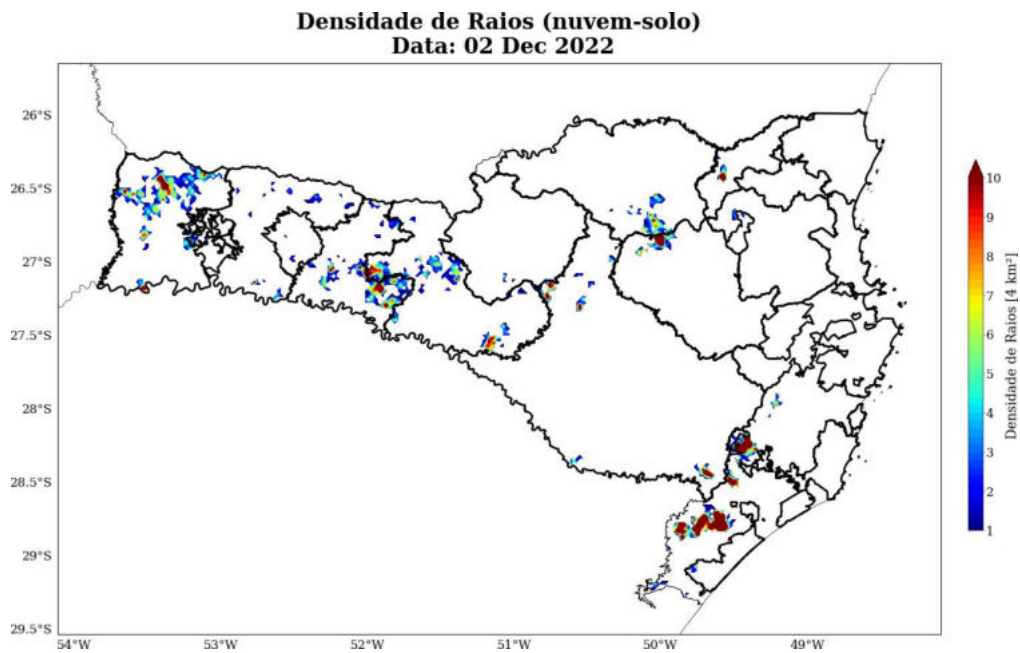 Densidade de Raios (nuvem-solo)
Data: 02 Dec 2022
26°S
26.5°S
27°S
27.5°S
28°S
28.5°S
29°S
29.5°S
54°W
53°W
52°W
51°W
50°W
49°W
10
9
8
7
6
5
4
3
2
1
Densidade de Raios [4 km²]